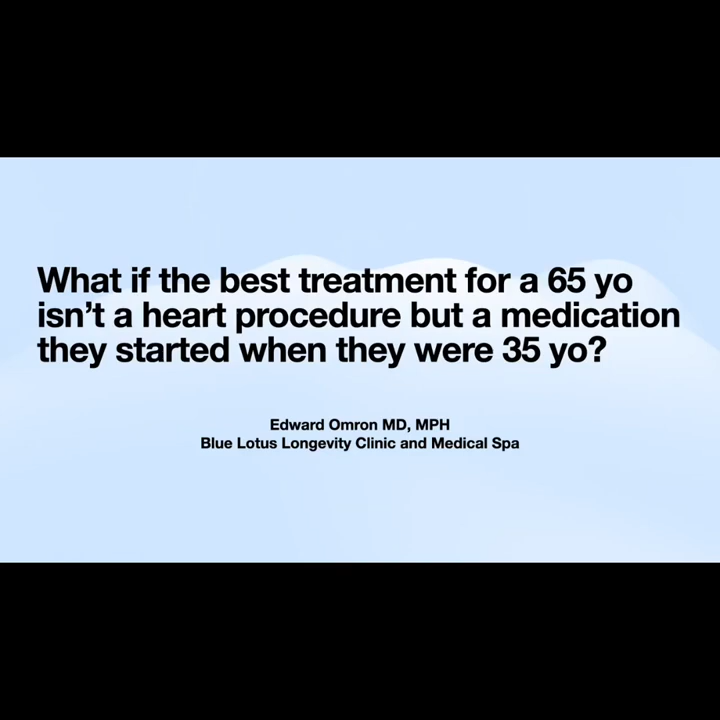 What if the best treatment for a 65 yo
isn’t a heart procedure but a medication
they started when they were 35 yo?
Edward Omron MD, MPH
Blue Lotus Longevity Clinic and Medical Spa